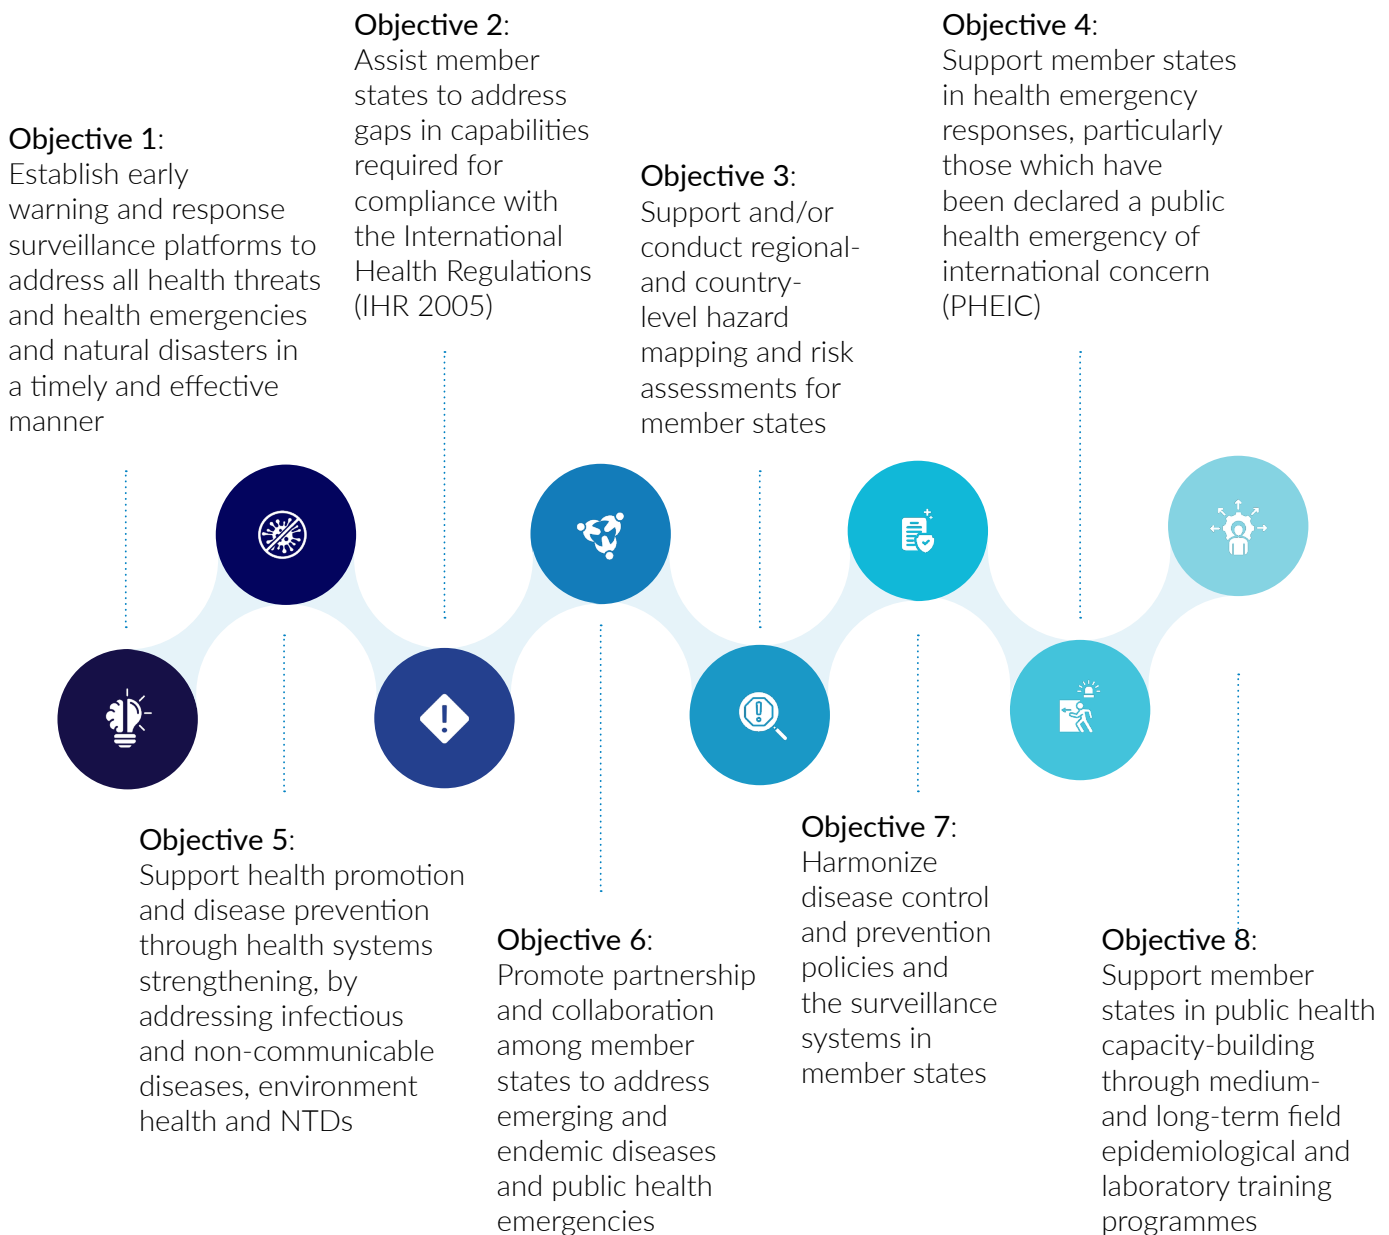 Objective 1:
Establish early
warning and response
surveillance platforms to
address all health threats
and health emergencies
and natural disasters in
a timely and effective
manner
Objective 2:
Assist member
states to address
gaps in capabilities
required for
compliance with
the International
Health Regulations
(IHR 2005)
Objective 3:
Support and/or
conduct regional-
and country-
level hazard
mapping and risk
assessments for
member states
Objective 4:
Support member states
in health emergency
responses, particularly
those which have
been declared a public
health emergency of
international concern
(PHEIC)
Objective 5:
Support health promotion
and disease prevention
through health systems
strengthening, by
addressing infectious
and non-communicable
diseases, environment
health and NTDs
Objective 6:
Promote partnership
and collaboration
among member
states to address
emerging and
endemic diseases
and public health
emergencies
Objective 7:
Harmonize
disease control
and prevention
policies and
the surveillance
systems in
member states
Objective 8:
Support member
states in public health
capacity-building
through medium-
and long-term field
epidemiological and
laboratory training
programmes